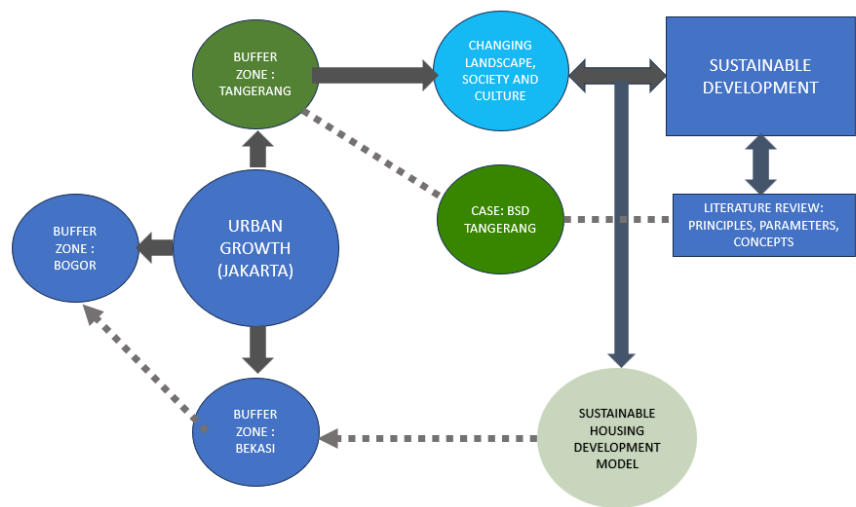 BUFFER
ZONE :
TANGERANG
CHANGING
LANDSCAPE,
SOCIETY AND
CULTURE
SUSTAINABLE
DEVELOPMENT
BUFFER
ZONE :
BOGOR
URBAN
GROWTH
(JAKARTA)
CASE: BSD
TANGERANG
LITERATURE REVIEW:
PRINCIPLES, PARAMETERS,
CONCEPTS
BUFFER
ZONE :
BEKASI
SUSTAINABLE
HOUSING
DEVELOPMENT
MODEL